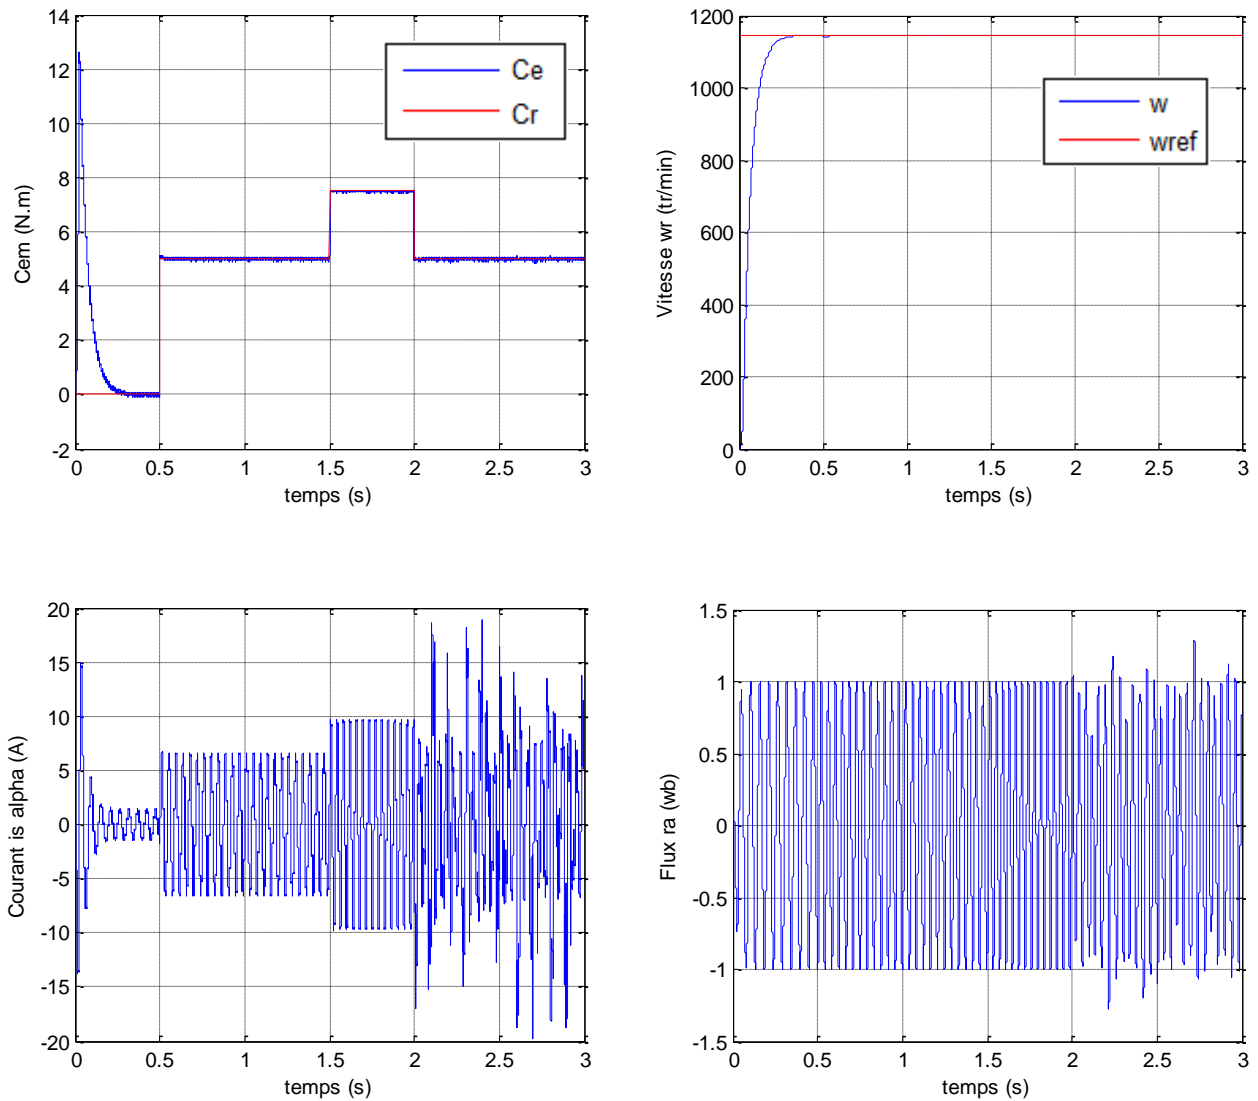 14
12
10
8
6
4
2
0
-2
Cem (N.m)
Ce
Cr
0 0.5 1 1.5 2 2.5 3
temps (s)
1200
1000
800
600
400
200
0
Vitesse wr (tr/min)
w
wref
0 0.5 1 1.5 2 2.5 3
temps (s)
20
15
10
5
0
-5
-10
-15
-20
Courant is alpha (A)
0 0.5 1 1.5 2 2.5 3
temps (s)
1.5
1
0.5
0
-0.5
-1
-1.5
Flux ra (wb)
0 0.5 1 1.5 2 2.5 3
temps (s)